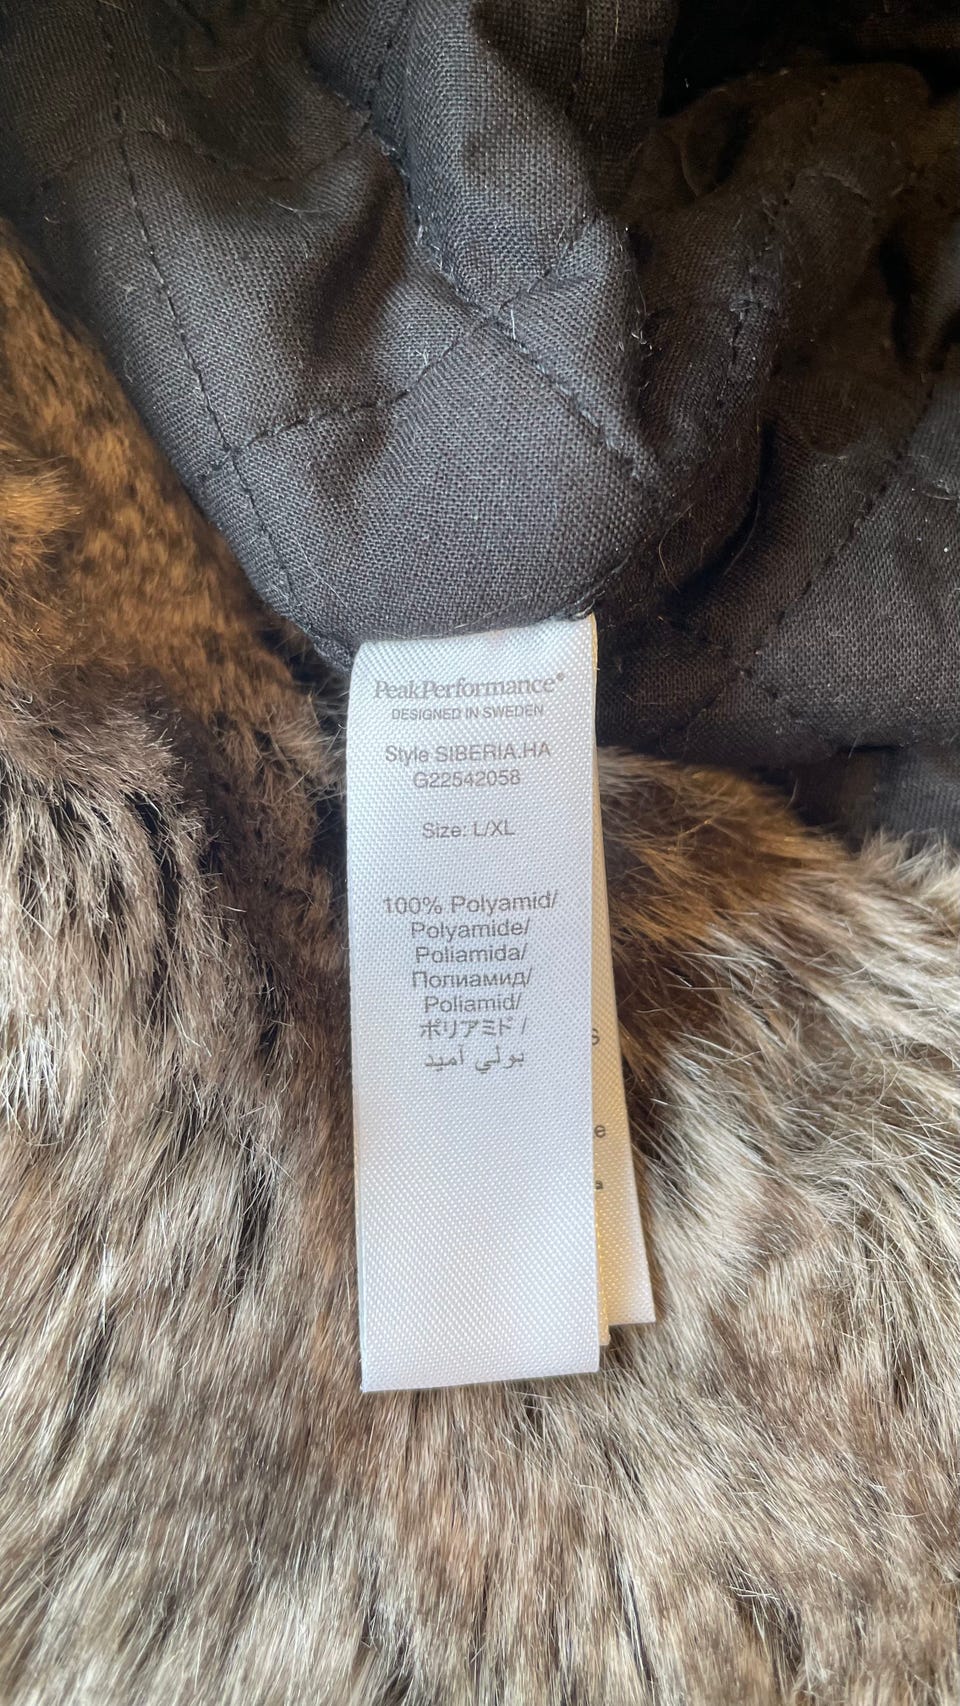 PeakPerformance®
DESIGNED IN SWEDEN
Style SIBERIA.HA
G22542058
Size: L/XL
100% Polyamid/
Polyamide/
Poliamida/
Полиамид/
Poliamid/
ポリアミド /
بولي أميد
s
e
a